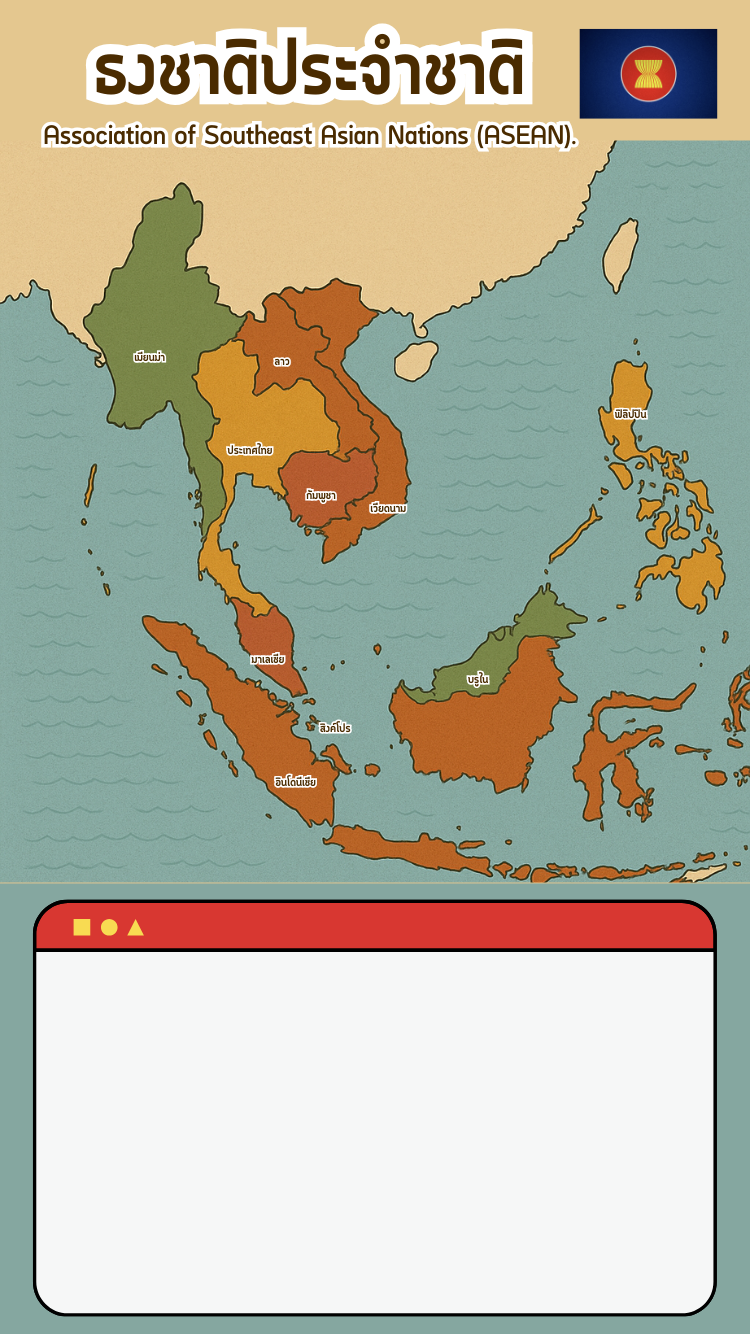 ธงชาติประจำชาติ
Association of Southeast Asian Nations (ASEAN).
เมียนม่า
ลาว
ฟิลิปปิน
ประเทศไทย
กัมพูชา
เวียดนาม
มาเลเซีย
บรูไน
สิงค์โปร
อินโดนีเซีย